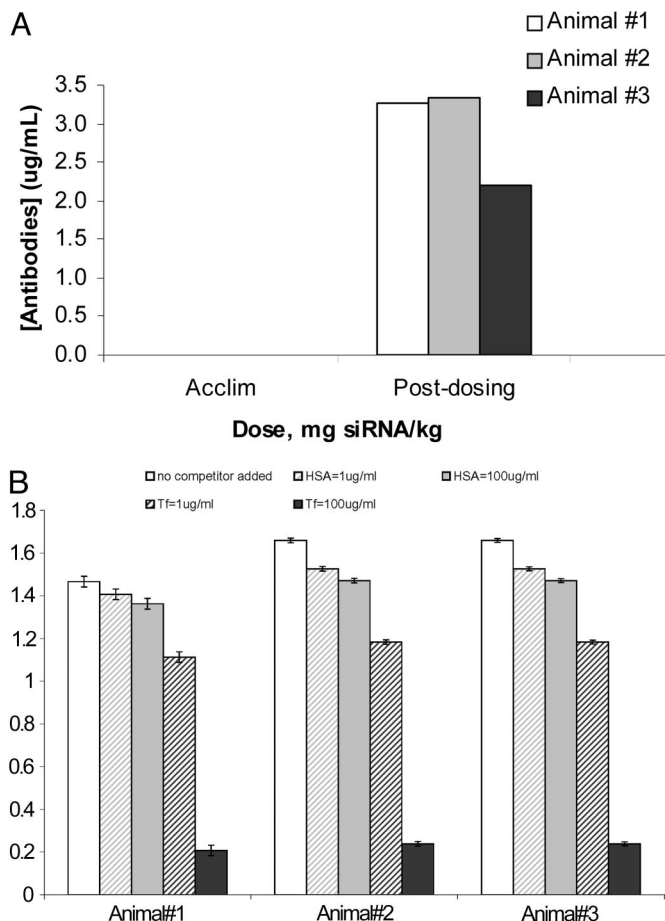 A
Animal #1
Animal #2
Animal #3
[Antibodies] (ug/mL)
3.5
3.0
2.5
2.0
1.5
1.0
0.5
0.0
Acclim Post-dosing
Dose, mg siRNA/kg
B
no competitor added HSA=1ug/ml HSA=100ug/ml
Tf=1ug/ml Tf=100ug/ml
1.8
1.6
1.4
1.2
1
0.8
0.6
0.4
0.2
0
Animal#1 Animal#2 Animal#3